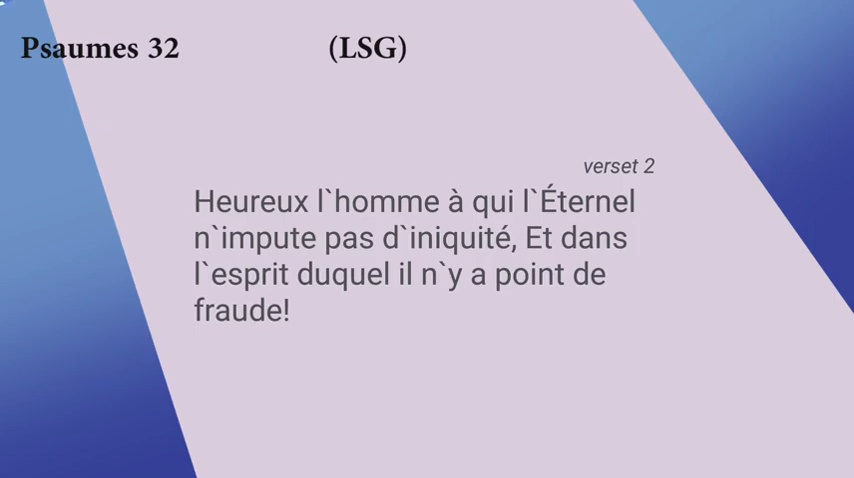 Psaumes 32 (LSG)
verset 2
Heureux l`homme à qui l`Éternel
n`impute pas d`iniquité, Et dans
l`esprit duquel il n`y a point de
fraude!